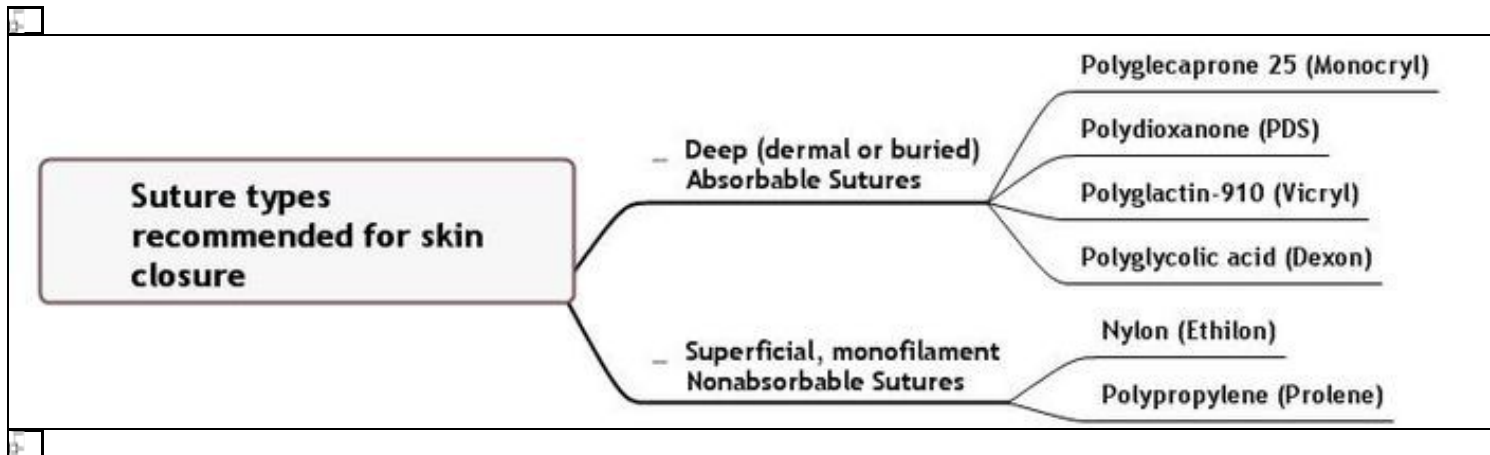 Suture types
recommended for skin
closure
Deep (dermal or buried)
Absorbable Sutures
Polyglecaprone 25 (Monocryl)
Polydioxanone (PDS)
Polyglactin-910 (Vicryl)
Polyglycolic acid (Dexon)
Superficial, monofilament
Nonabsorbable Sutures
Nylon (Ethilon)
Polypropylene (Prolene)